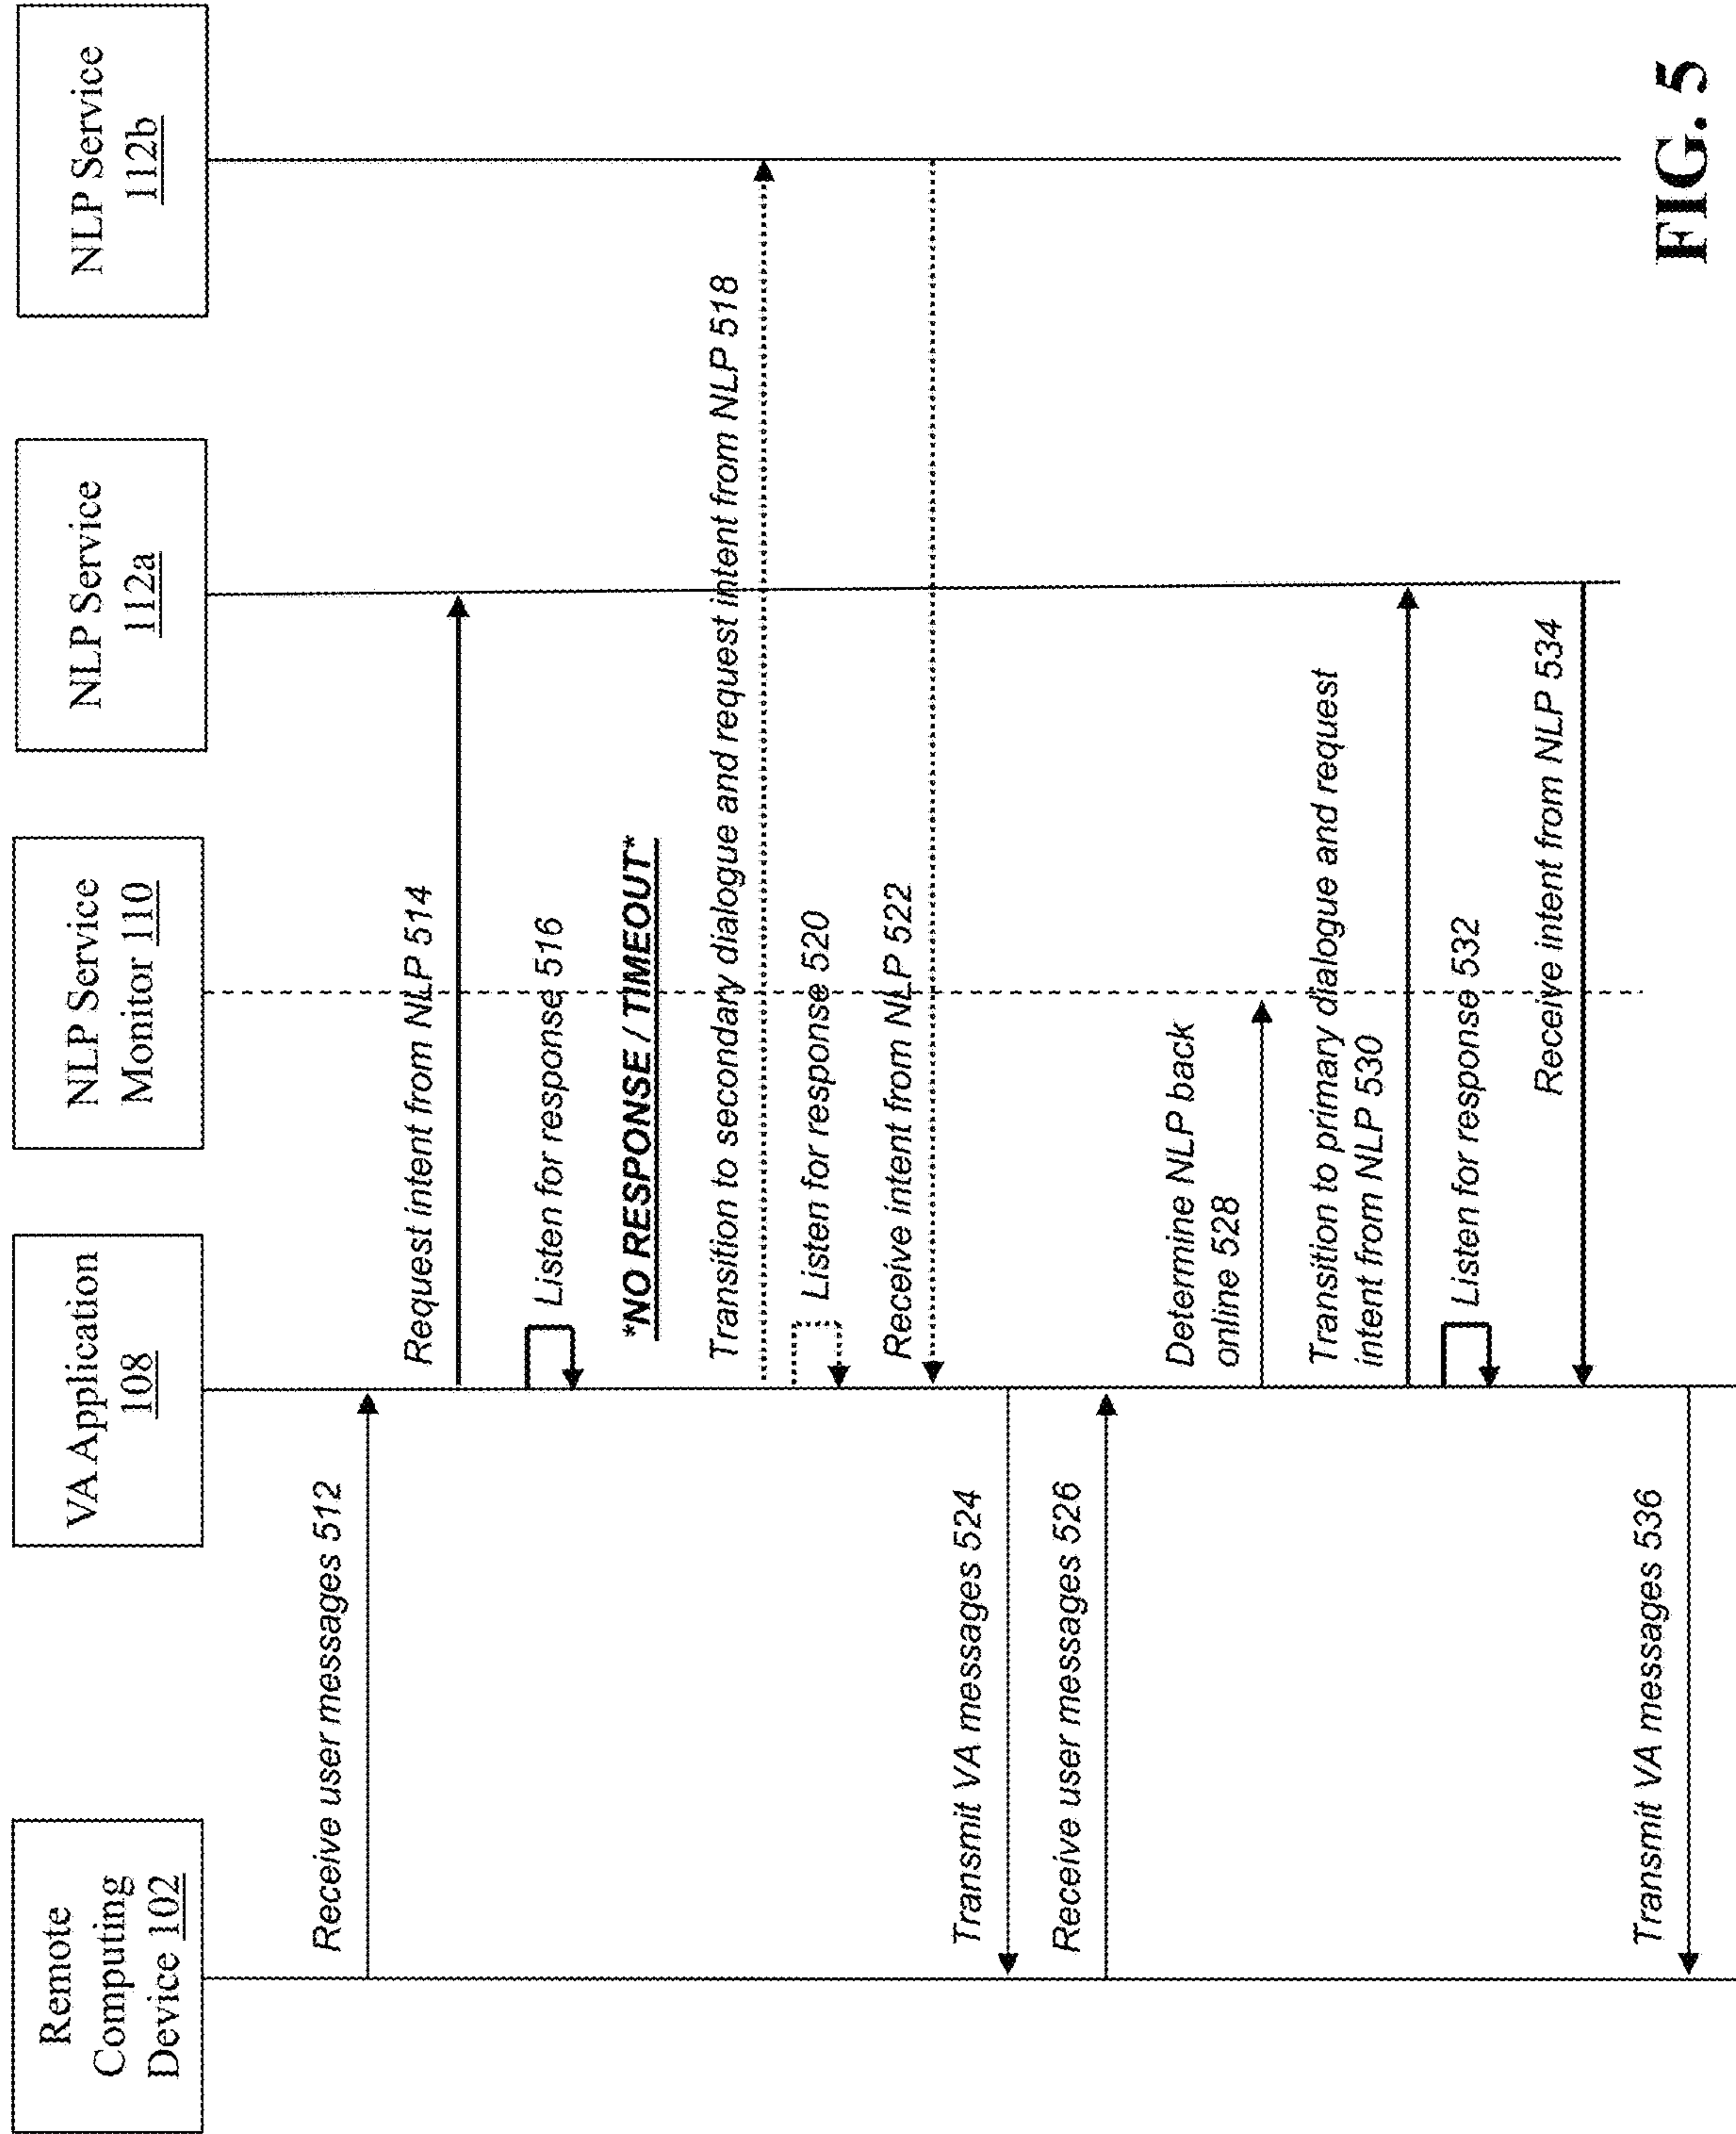 Remote
Computing
Device 102
VA Application
108
NLP Service
Monitor 110
NLP Service
112a
NLP Service
112b
Receive user messages 512
Request intent from NLP 514
Listen for response 516
*NO RESPONSE / TIMEOUT*
Transition to secondary dialogue and request intent from NLP 518
Listen for response 520
Receive intent from NLP 522
Transmit VA messages 524
Receive user messages 526
Determine NLP back
online 528
Transition to primary dialogue and request
intent from NLP 530
Listen for response 532
Receive intent from NLP 534
Transmit VA messages 536
FIG. 5